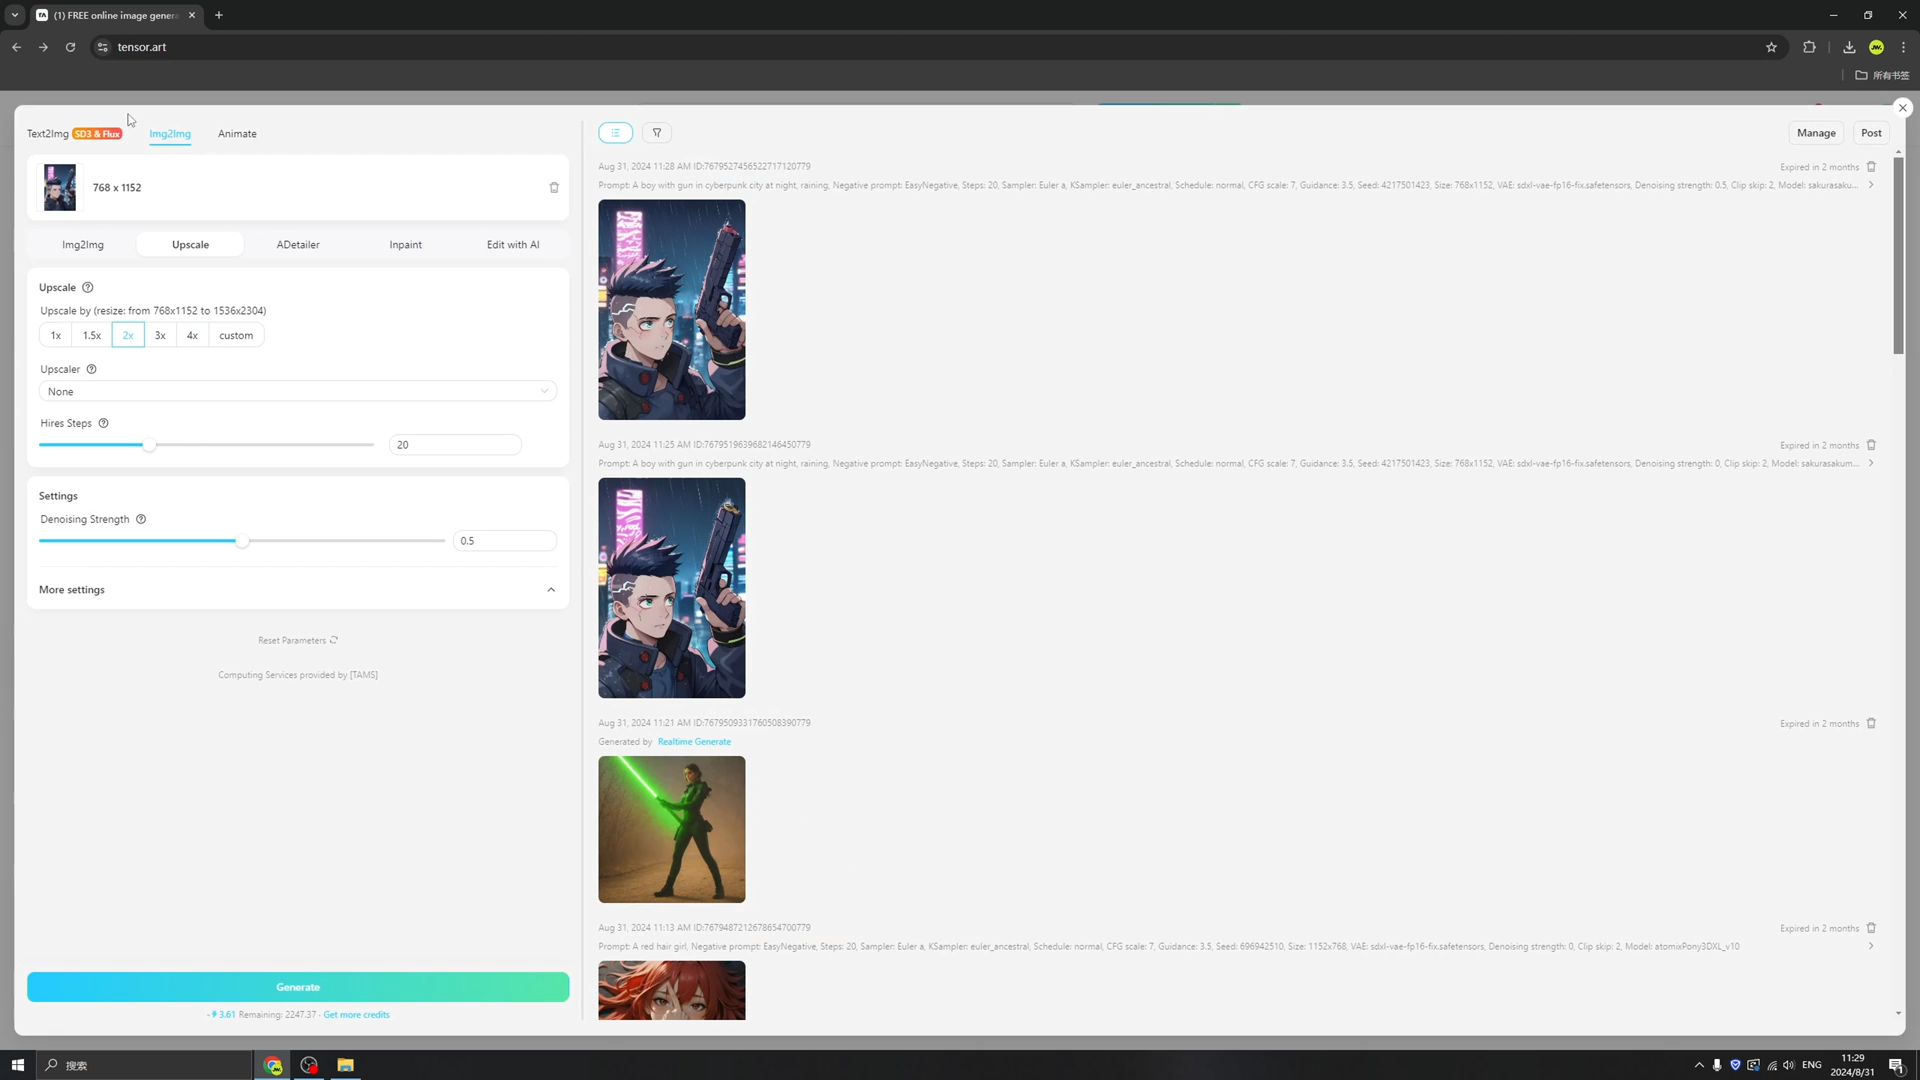 (1) FREE online image genera
tensor.art
所有书签
Text2Img SD3 & Flux Img2Img Animate
768 x 1152
Img2Img Upscale ADetailer Inpaint Edit with AI
Upscale
Upscale by (resize: from 768x1152 to 1536x2304)
1x 1.5x 2x 3x 4x custom
Upscaler
None
Hires Steps
20
Settings
Denoising Strength
0.5
More settings
Reset Parameters
Computing Services provided by [TAMS]
Generate
-3.61 Remaining: 2247.37 · Get more credits
Manage Post
Aug 31, 2024 11:28 AM ID:767952745652271720779 Expired in 2 months
Prompt: A boy with gun in cyberpunk city at night, raining, Negative prompt: EasyNegative, Steps: 20, Sampler: Euler a, KSampler: euler_ancestral, Schedule: normal, CFG scale: 7, Guidance: 3.5, Seed: 4217501423, Size: 768x1152, VAE: sdxl-vae-fp16-fix.safetensors, Denoising strength: 0.5, Clip skip: 2, Model: sakurasaku...
Aug 31, 2024 11:25 AM ID:767951963968214645​0779 Expired in 2 months
Prompt: A boy with gun in cyberpunk city at night, raining, Negative prompt: EasyNegative, Steps: 20, Sampler: Euler a, KSampler: euler_ancestral, Schedule: normal, CFG scale: 7, Guidance: 3.5, Seed: 4217501423, Size: 768x1152, VAE: sdxl-vae-fp16-fix.safetensors, Denoising strength: 0, Clip skip: 2, Model: sakurasakum...
Aug 31, 2024 11:21 AM ID:767950933176050839​0779 Expired in 2 months
Generated by Realtime Generate
Aug 31, 2024 11:13 AM ID:767948721267865470​0779 Expired in 2 months
Prompt: A red hair girl, Negative prompt: EasyNegative, Steps: 20, Sampler: Euler a, KSampler: euler_ancestral, Schedule: normal, CFG scale: 7, Guidance: 3.5, Seed: 696942510, Size: 1152x768, VAE: sdxl-vae-fp16-fix.safetensors, Denoising strength: 0, Clip skip: 2, Model: atomixPony3DXL_v10
搜索
ENG
11:29
2024/8/31